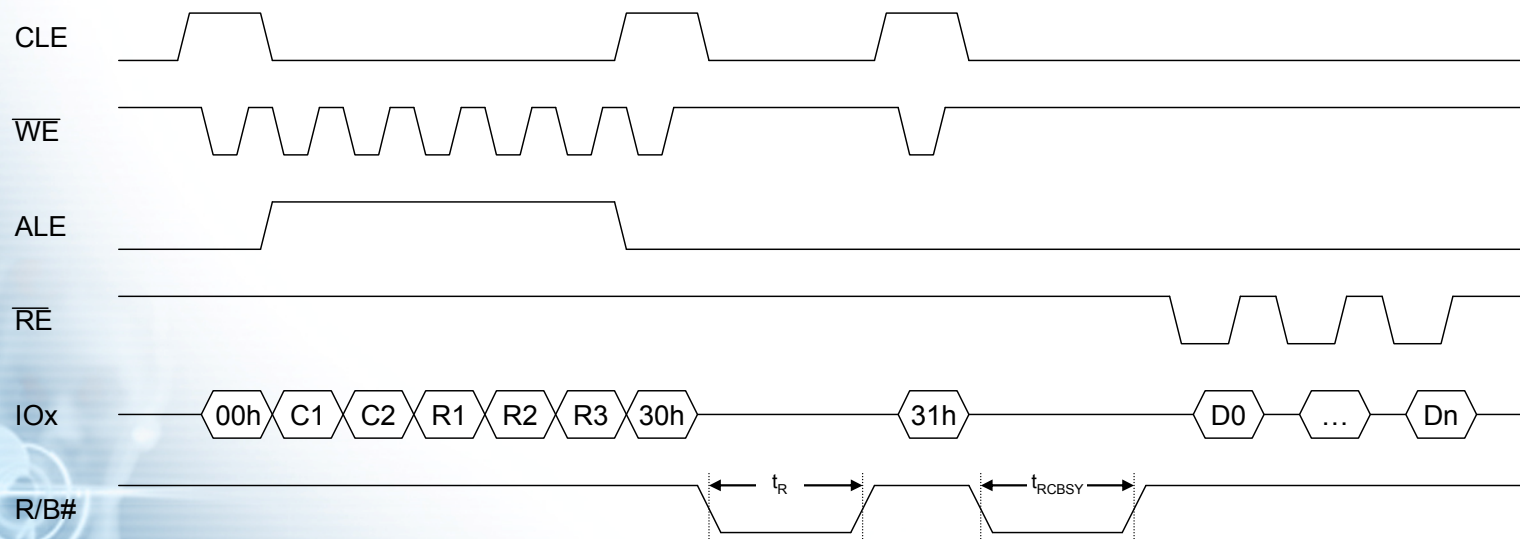 CLE
WE
ALE
RE
IOx 00h C1 C2 R1 R2 R3 30h 31h D0 … Dn
R/B# tR tRCBSY